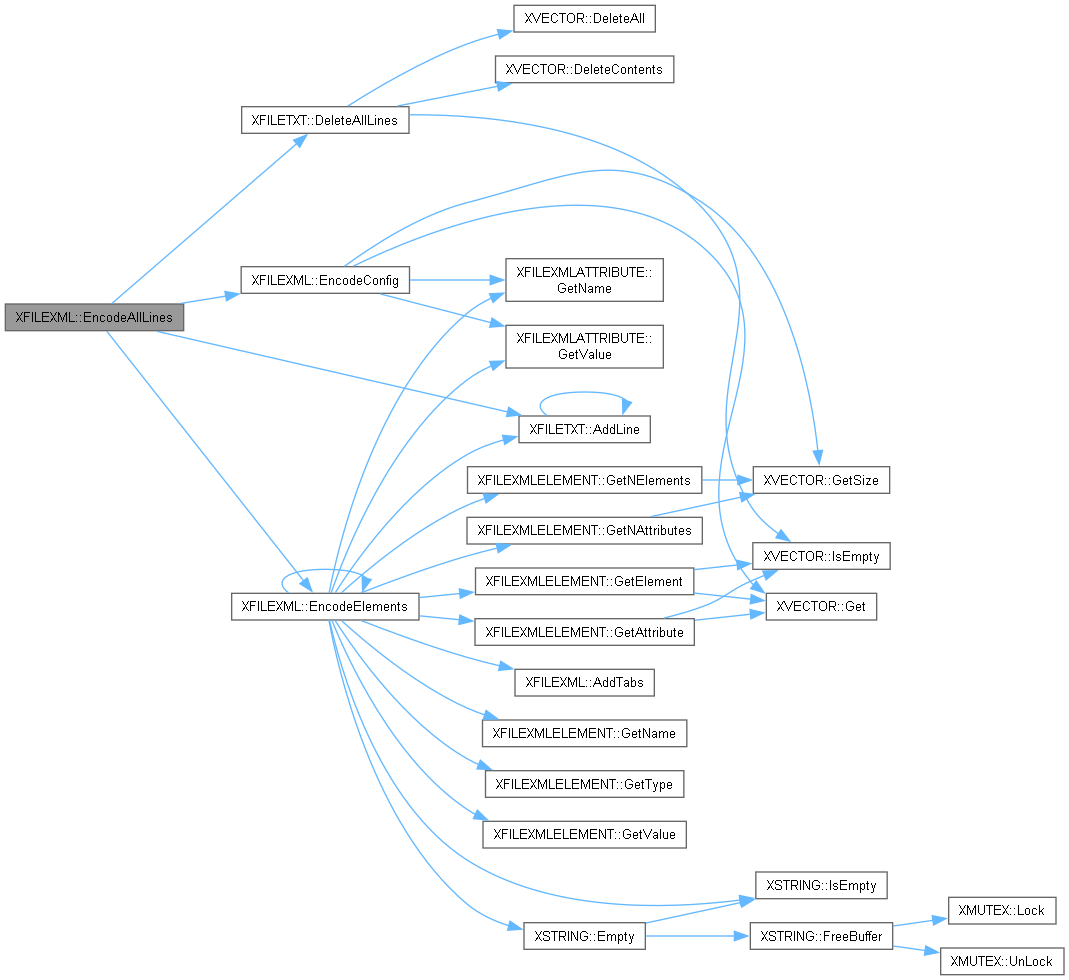 XVECTOR::DeleteAll
XVECTOR::DeleteContents
XFILETXT::DeleteAllLines
XFILEXML::EncodeConfig
XFILEXMLATTRIBUTE::
GetName
XFILEXML::EncodeAllLines
XFILEXMLATTRIBUTE::
GetValue
XFILETXT::AddLine
XFILEXMLELEMENT::GetNElements
XVECTOR::GetSize
XFILEXMLELEMENT::GetNAttributes
XVECTOR::IsEmpty
XFILEXMLELEMENT::GetElement
XFILEXML::EncodeElements
XVECTOR::Get
XFILEXMLELEMENT::GetAttribute
XFILEXML::AddTabs
XFILEXMLELEMENT::GetName
XFILEXMLELEMENT::GetType
XFILEXMLELEMENT::GetValue
XSTRING::IsEmpty
XMUTEX::Lock
XSTRING::Empty
XSTRING::FreeBuffer
XMUTEX::UnLock